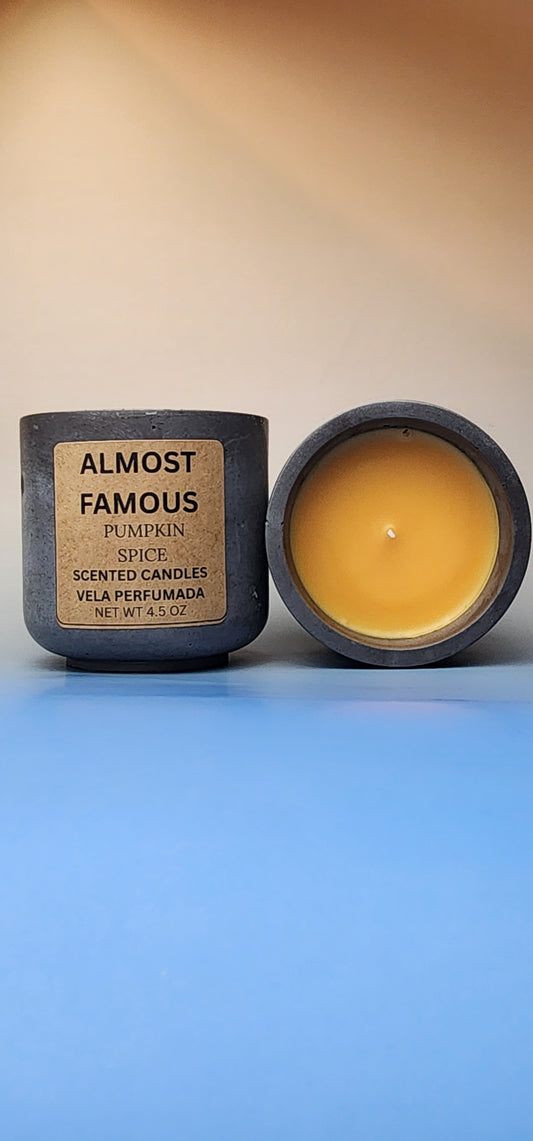 ALMOST
FAMOUS
PUMPKIN
SPICE
SCENTED CANDLES
VELA PERFUMADA
NET WT 4.5 OZ